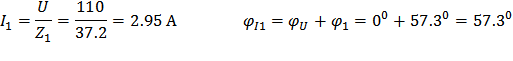 I₁ = U/Z₁ = 110/37.2 = 2.95 A φ_I1 = φ_U + φ₁ = 0⁰ + 57.3⁰ = 57.3⁰